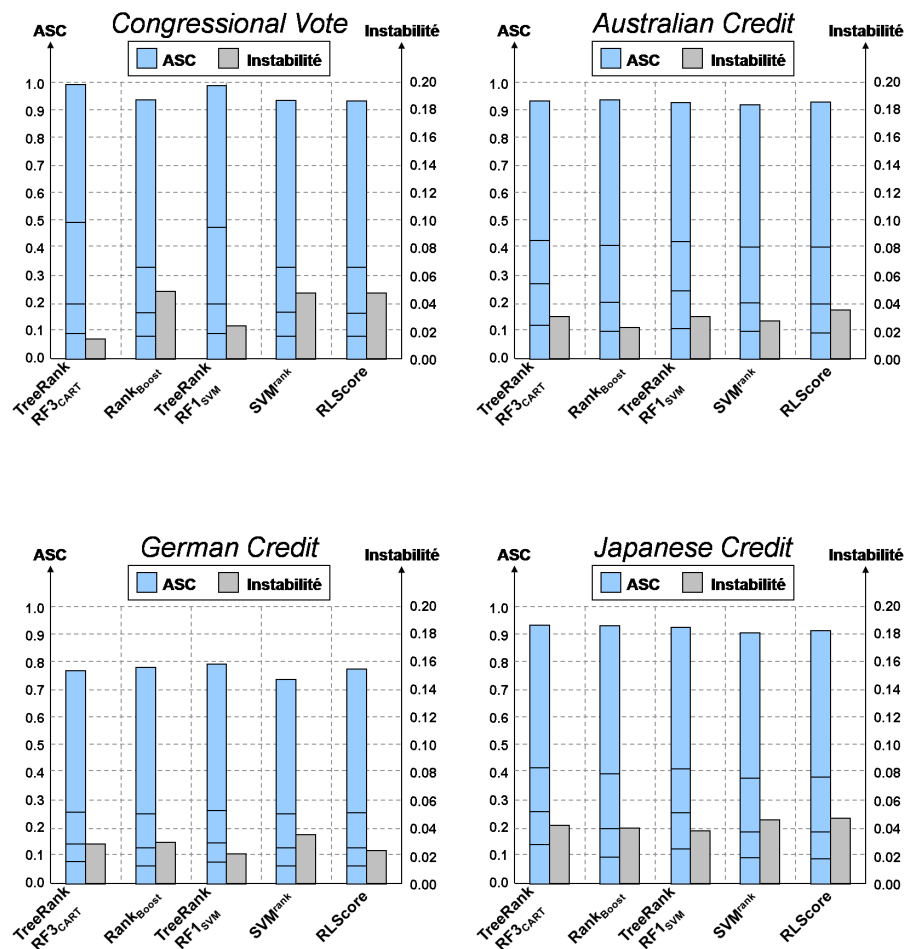 Congressional Vote
ASC
Instabilité
ASC Instabilité
1.0
0.9
0.8
0.7
0.6
0.5
0.4
0.3
0.2
0.1
0.0
0.20
0.18
0.16
0.14
0.12
0.10
0.08
0.06
0.04
0.02
0.00
TreeRank
RF3CART
RankBoost
TreeRank
RF1SVM
SVMrank
RLScore
Australian Credit
ASC
Instabilité
ASC Instabilité
1.0
0.9
0.8
0.7
0.6
0.5
0.4
0.3
0.2
0.1
0.0
0.20
0.18
0.16
0.14
0.12
0.10
0.08
0.06
0.04
0.02
0.00
TreeRank
RF3CART
RankBoost
TreeRank
RF1SVM
SVMrank
RLScore
German Credit
ASC
Instabilité
ASC Instabilité
1.0
0.9
0.8
0.7
0.6
0.5
0.4
0.3
0.2
0.1
0.0
0.20
0.18
0.16
0.14
0.12
0.10
0.08
0.06
0.04
0.02
0.00
TreeRank
RF3CART
RankBoost
TreeRank
RF1SVM
SVMrank
RLScore
Japanese Credit
ASC
Instabilité
ASC Instabilité
1.0
0.9
0.8
0.7
0.6
0.5
0.4
0.3
0.2
0.1
0.0
0.20
0.18
0.16
0.14
0.12
0.10
0.08
0.06
0.04
0.02
0.00
TreeRank
RF3CART
RankBoost
TreeRank
RF1SVM
SVMrank
RLScore